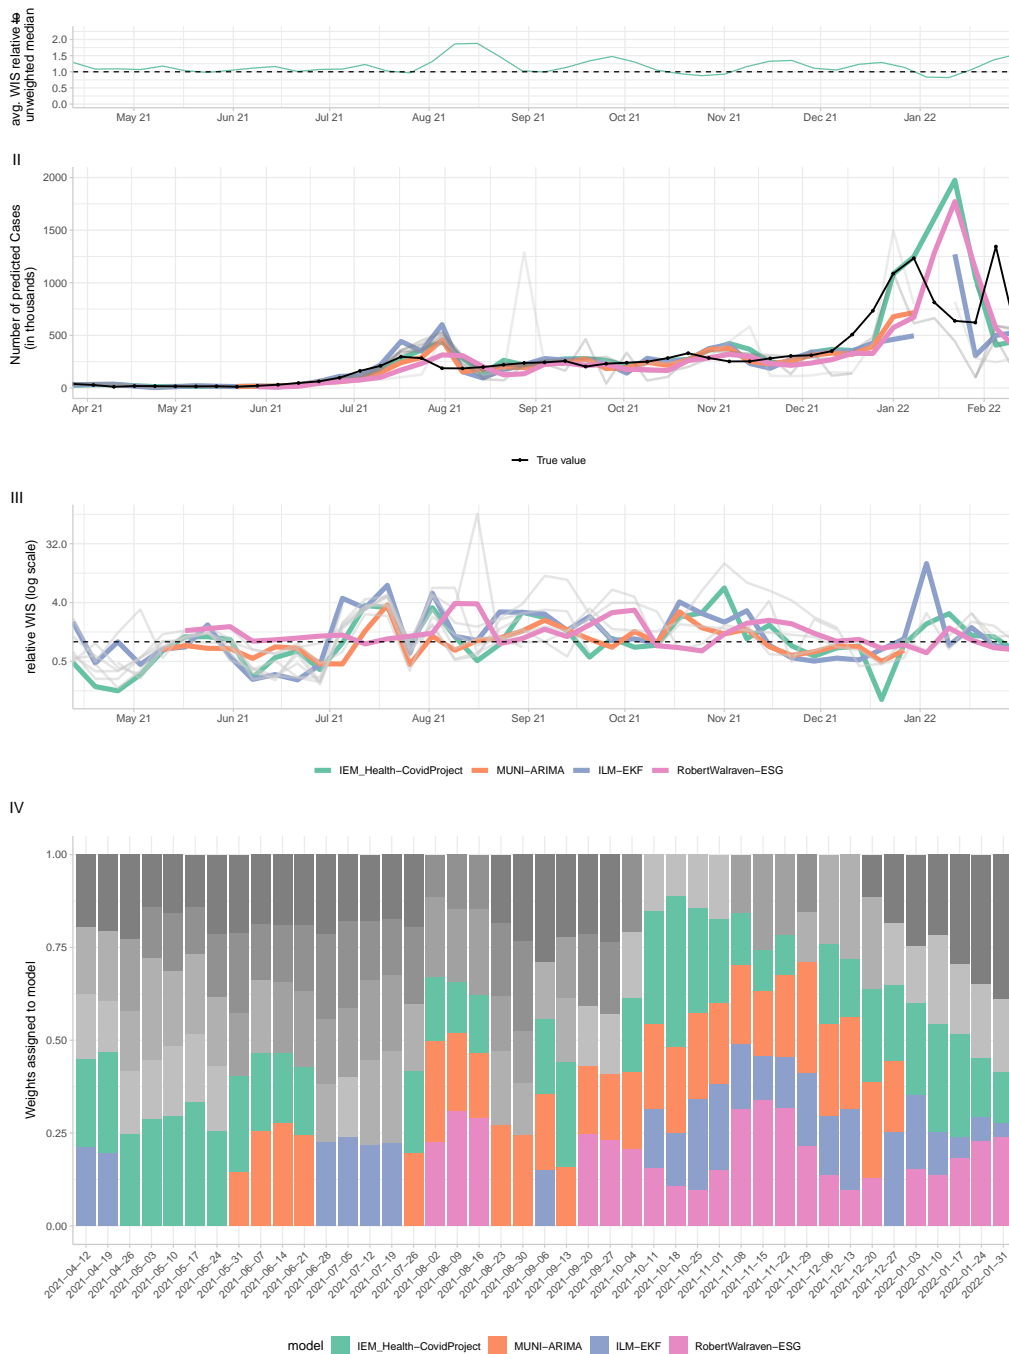 I
avg. WIS relative to
unweighted median
2.0
1.5
1.0
0.5
0.0
May 21 Jun 21 Jul 21 Aug 21 Sep 21 Oct 21 Nov 21 Dec 21 Jan 22
II
Number of predicted Cases
(in thousands)
2000
1500
1000
500
0
Apr 21 May 21 Jun 21 Jul 21 Aug 21 Sep 21 Oct 21 Nov 21 Dec 21 Jan 22 Feb 22
True value
III
relative WIS (log scale)
32.0
4.0
0.5
May 21 Jun 21 Jul 21 Aug 21 Sep 21 Oct 21 Nov 21 Dec 21 Jan 22
IEM_Health−CovidProject MUNI−ARIMA ILM−EKF RobertWalraven−ESG
IV
Weights assigned to model
1.00
0.75
0.50
0.25
0.00
2021−04−12 2021−04−19 2021−04−26 2021−05−03 2021−05−10 2021−05−17 2021−05−24 2021−05−31 2021−06−07 2021−06−14 2021−06−21 2021−06−28 2021−07−05 2021−07−12 2021−07−19 2021−07−26 2021−08−02 2021−08−09 2021−08−16 2021−08−23 2021−08−30 2021−09−06 2021−09−13 2021−09−20 2021−09−27 2021−10−04 2021−10−11 2021−10−18 2021−10−25 2021−11−01 2021−11−08 2021−11−15 2021−11−22 2021−11−29 2021−12−06 2021−12−13 2021−12−20 2021−12−27 2022−01−03 2022−01−10 2022−01−17 2022−01−24 2022−01−31
model IEM_Health−CovidProject MUNI−ARIMA ILM−EKF RobertWalraven−ESG